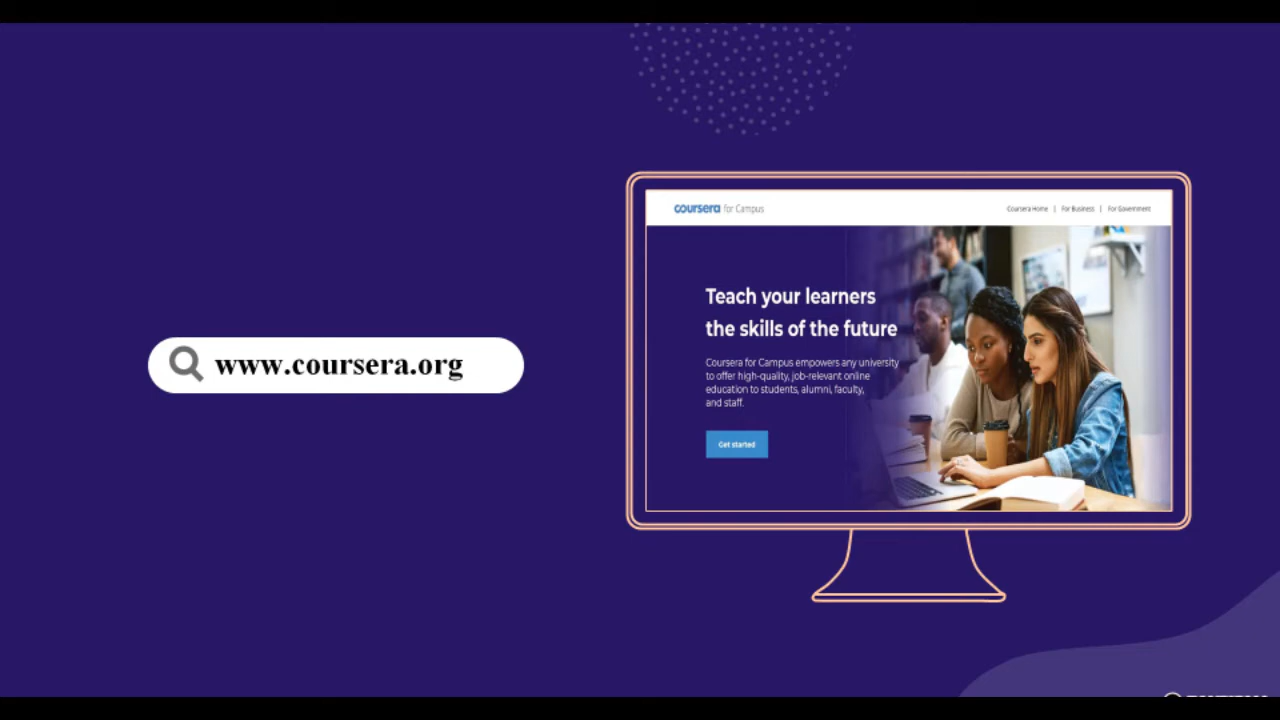 www.coursera.org
coursera for Campus
Coursera Home | For Business | For Government
Teach your learners
the skills of the future
Coursera for Campus empowers any university
to offer high-quality, job-relevant online
education to students, alumni, faculty,
and staff.
Get started